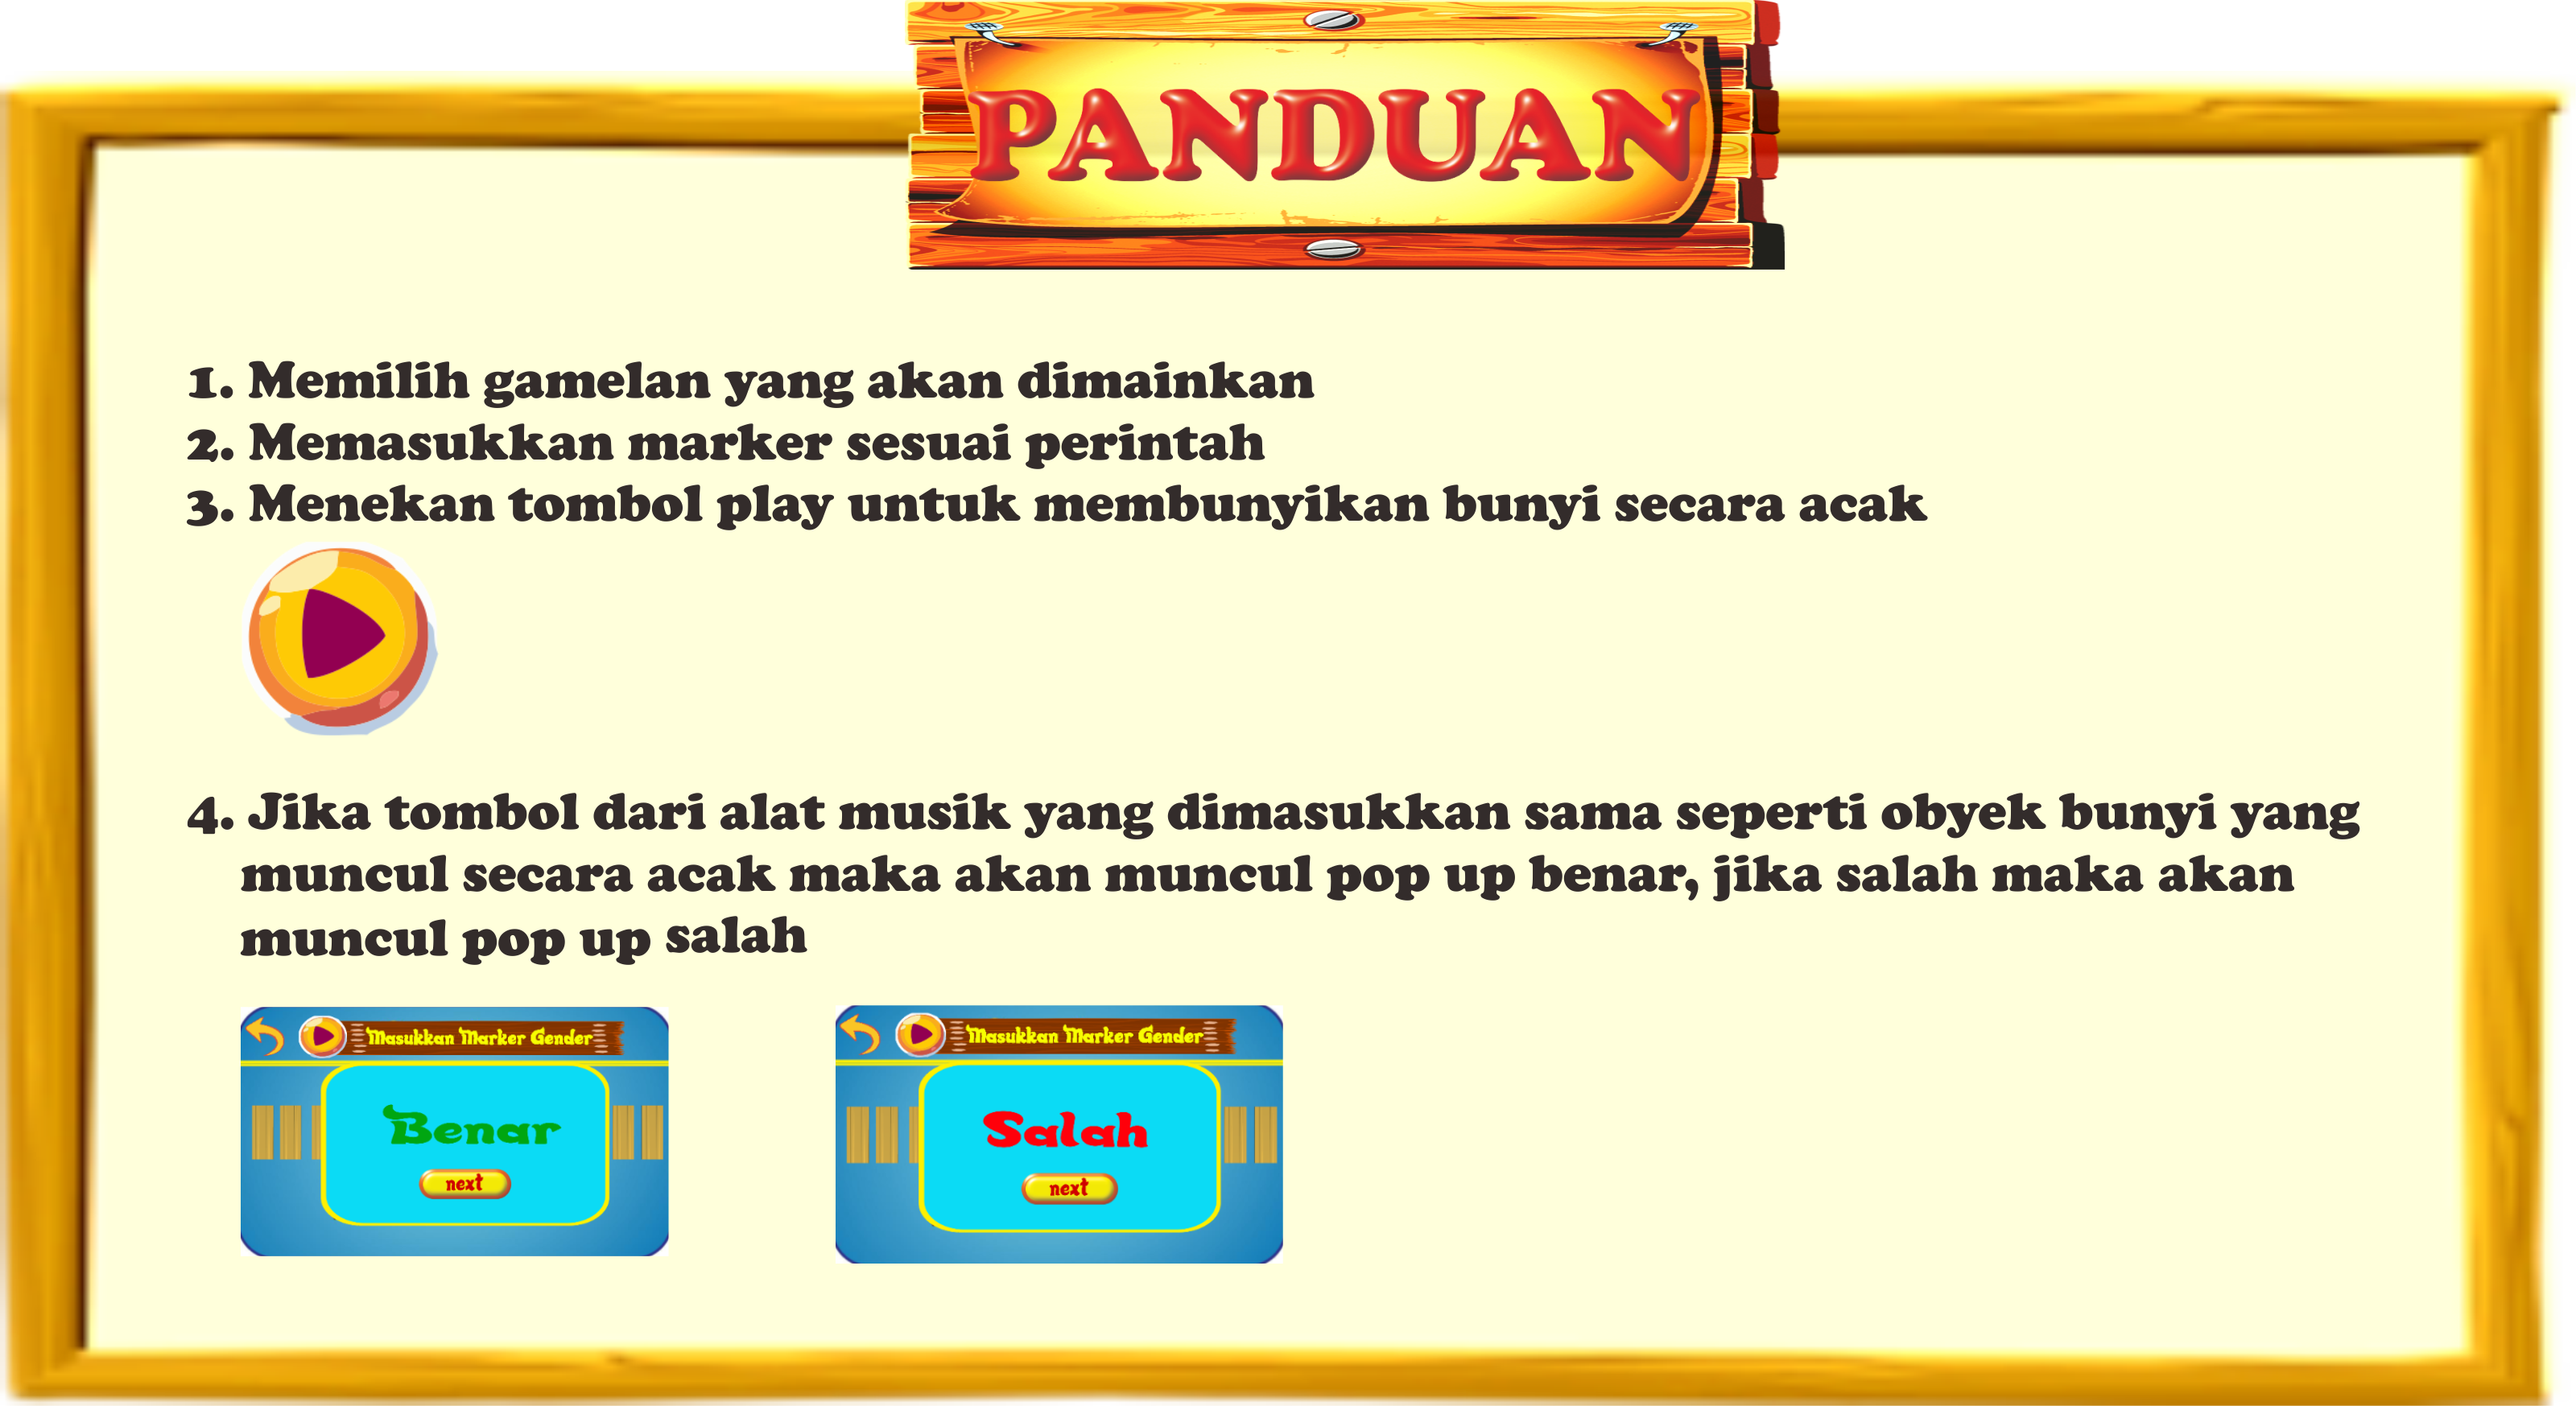 PANDUAN
1. Memilih gamelan yang akan dimainkan
2. Memasukkan marker sesuai perintah
3. Menekan tombol play untuk membunyikan bunyi secara acak
4. Jika tombol dari alat musik yang dimasukkan sama seperti obyek bunyi yang
muncul secara acak maka akan muncul pop up benar, jika salah maka akan
muncul pop up salah
Masukkan Marker Gender
Benar
next
Masukkan Marker Gender
Salah
next